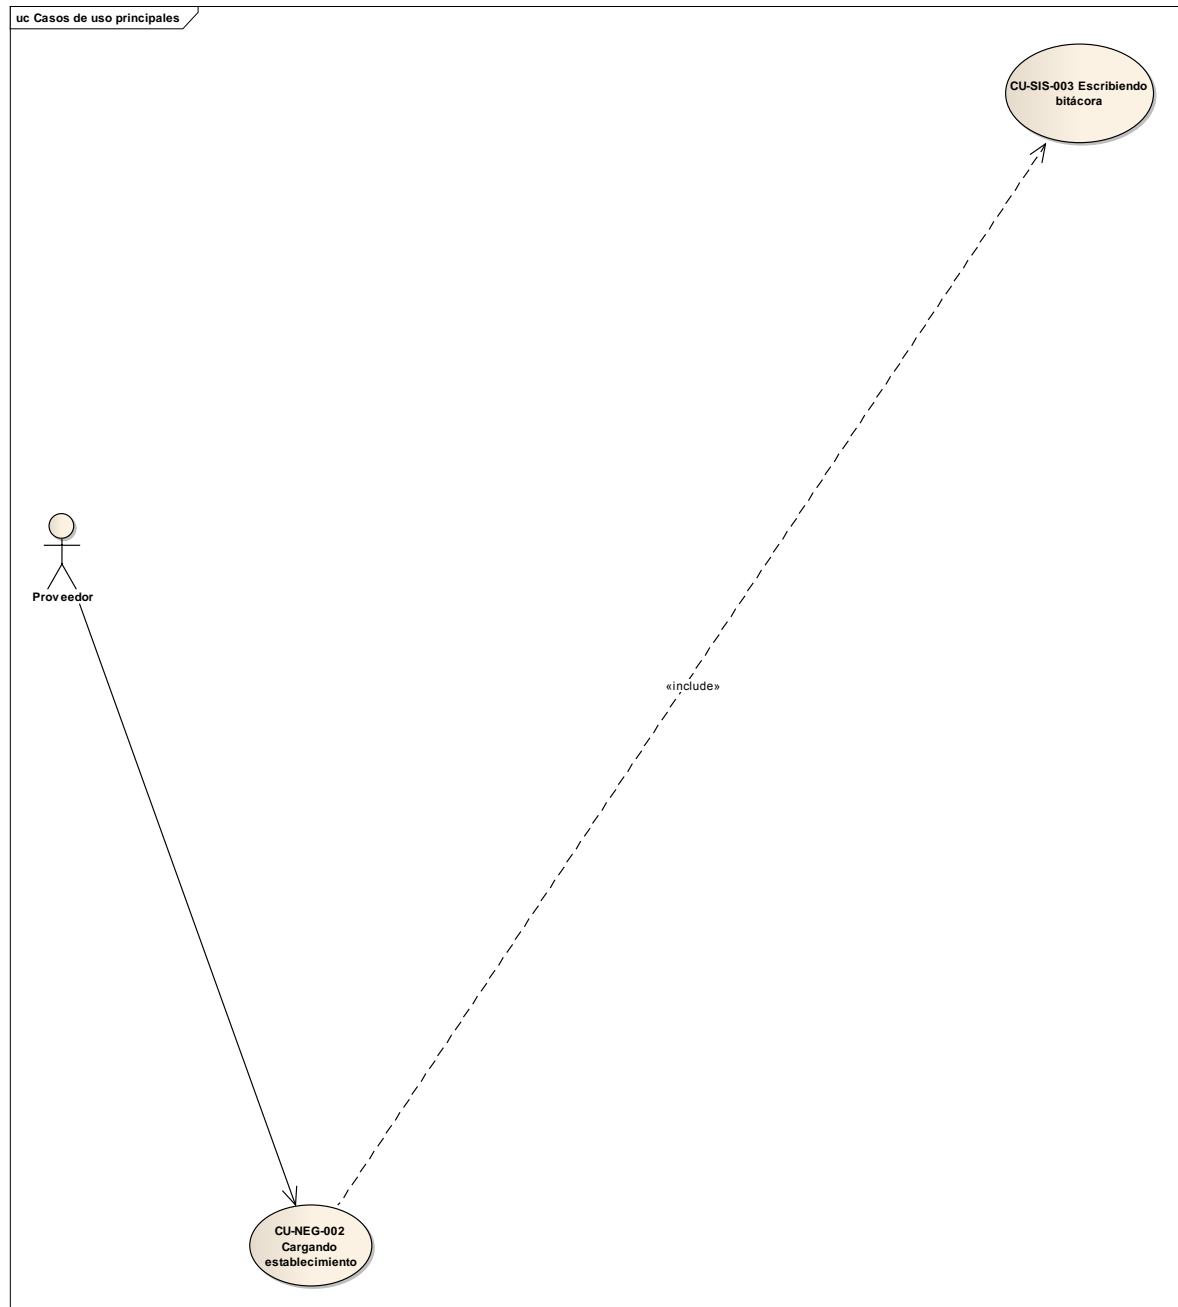 uc Casos de uso principales
CU-SIS-003 Escribiendo
bitácora
Proveedor
«include»
CU-NEG-002
Cargando
establecimiento